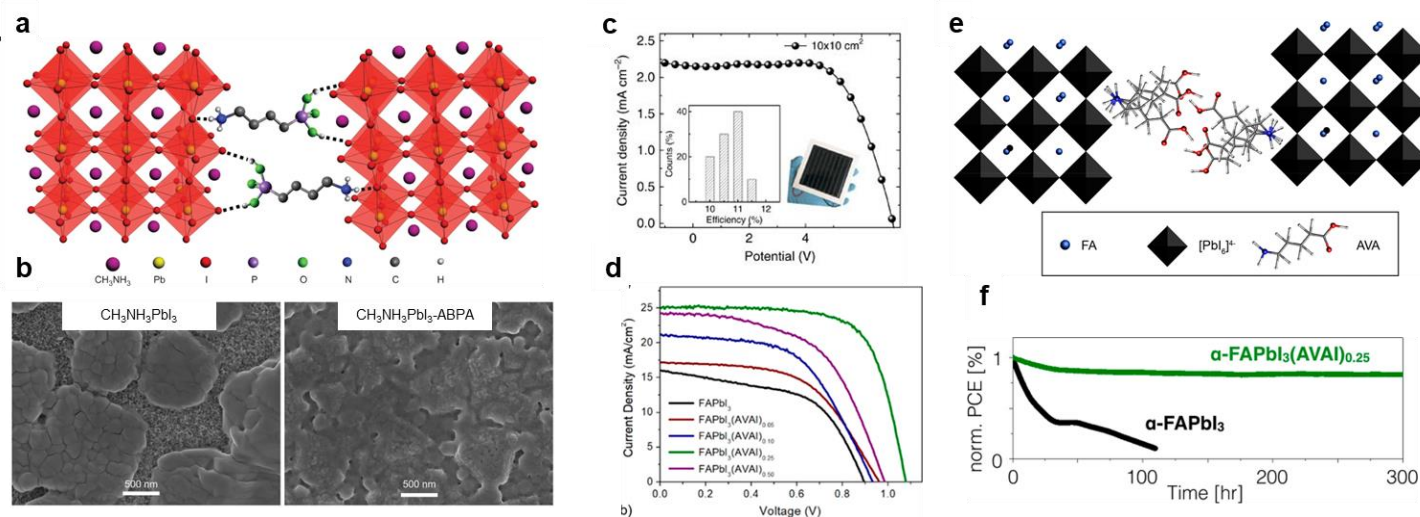 a
CH₃NH₃ Pb I P O N C H
b
CH₃NH₃PbI₃
CH₃NH₃PbI₃-ABPA
500 nm
500 nm
c
10x10 cm²
Current density (mA cm⁻²)
2.5
2.0
1.5
1.0
0.5
0.0
0 2 4
Potential (V)
Counts (%)
40
20
0
10 11 12
Efficiency (%)
d
Current Density (mA/cm²)
25
20
15
10
5
0
FAPbI₃
FAPbI₃(AVAI)₀.₀₅
FAPbI₃(AVAI)₀.₁₀
FAPbI₃(AVAI)₀.₂₅
FAPbI₃(AVAI)₀.₅₀
0.0 0.2 0.4 0.6 0.8 1.0
b)
Voltage (V)
e
FA [PbI₆]⁴⁻ AVA
f
norm. PCE [%]
1
0
α-FAPbI₃(AVAI)₀.₂₅
α-FAPbI₃
0 100 200 300
Time [hr]